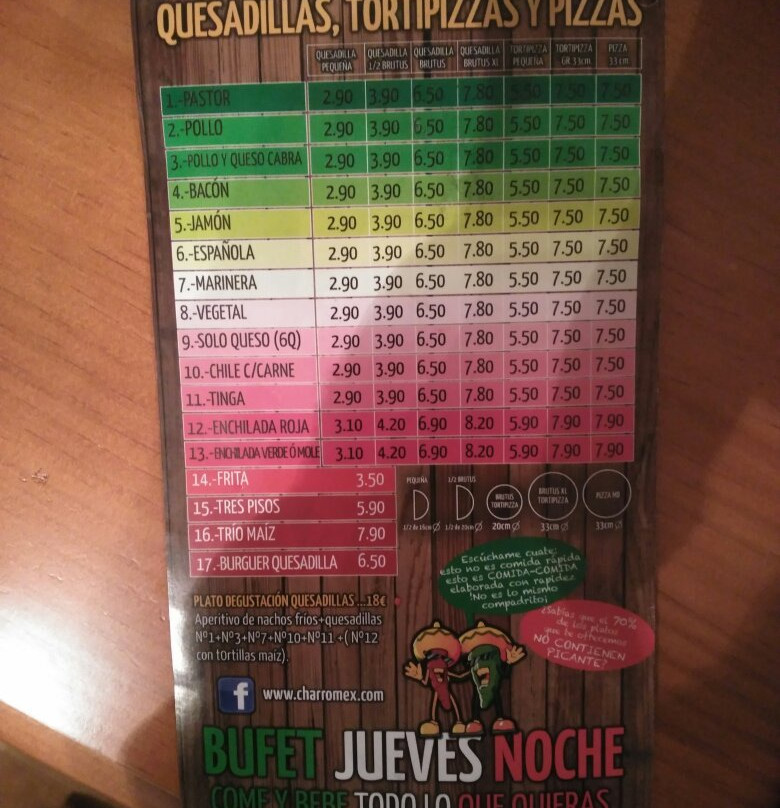 QUESADILLAS, TORTIPIZZAS Y PIZZAS
QUESADILLA PEQUEÑA QUESADILLA 1/2 BRUTUS QUESADILLA BRUTUS QUESADILLA BRUTUS XL TORTIPIZZA PEQUEÑA TORTIPIZZA GR 33cm PIZZA 33cm
1.-PASTOR 2.90 3.90 6.50 7.80 5.50 7.50 7.50
2.-POLLO 2.90 3.90 6.50 7.80 5.50 7.50 7.50
3.-POLLO Y QUESO CABRA 2.90 3.90 6.50 7.80 5.50 7.50 7.50
4.-BACÓN 2.90 3.90 6.50 7.80 5.50 7.50 7.50
5.-JAMÓN 2.90 3.90 6.50 7.80 5.50 7.50 7.50
6.-ESPAÑOLA 2.90 3.90 6.50 7.80 5.50 7.50 7.50
7.-MARINERA 2.90 3.90 6.50 7.80 5.50 7.50 7.50
8.-VEGETAL 2.90 3.90 6.50 7.80 5.50 7.50 7.50
9.-SOLO QUESO (6Q) 2.90 3.90 6.50 7.80 5.50 7.50 7.50
10.-CHILE C/CARNE 2.90 3.90 6.50 7.80 5.50 7.50 7.50
11.-TINGA 2.90 3.90 6.50 7.80 5.50 7.50 7.50
12.-ENCHILADA ROJA 3.10 4.20 6.90 8.20 5.90 7.90 7.90
13.-ENCHILADA VERDE Ó MOLE 3.10 4.20 6.90 8.20 5.90 7.90 7.90
14.-FRITA 3.50
15.-TRES PISOS 5.90
16.-TRÍO MAÍZ 7.90
17.-BURGUER QUESADILLA 6.50
PEQUEÑA 1/2 BRUTUS BRUTUS TORTIPIZZA BRUTUS XL TORTIPIZZA PIZZA
20cm Ø 33cm Ø 33cm Ø
Escúchame cuate:
esto no es comida rápida
esto es COMIDA-COMIDA
elaborada con rapidez
!No es lo mismo
compadrito¡
¿Sabías que el 70%
de los platos
que te ofrecemos
NO CONTIENEN
PICANTE?
PLATO DEGUSTACIÓN QUESADILLAS ...18€
Aperitivo de nachos fríos+quesadillas
Nº1+Nº3+Nº7+Nº10+Nº11 +( Nº12
con tortillas maíz).
f www.charromex.com
BUFET JUEVES NOCHE
COME Y BEBE TODO LO QUE QUIERAS